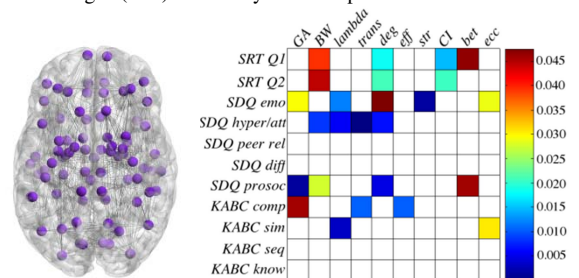 GA BW lambda trans deg eff str CI bet ecc
SRT Q1
SRT Q2
SDQ emo
SDQ hyper/att
SDQ peer rel
SDQ diff
SDQ prosoc
KABC comp
KABC sim
KABC seq
KABC know
0.045
0.040
0.035
0.030
0.025
0.020
0.015
0.010
0.005